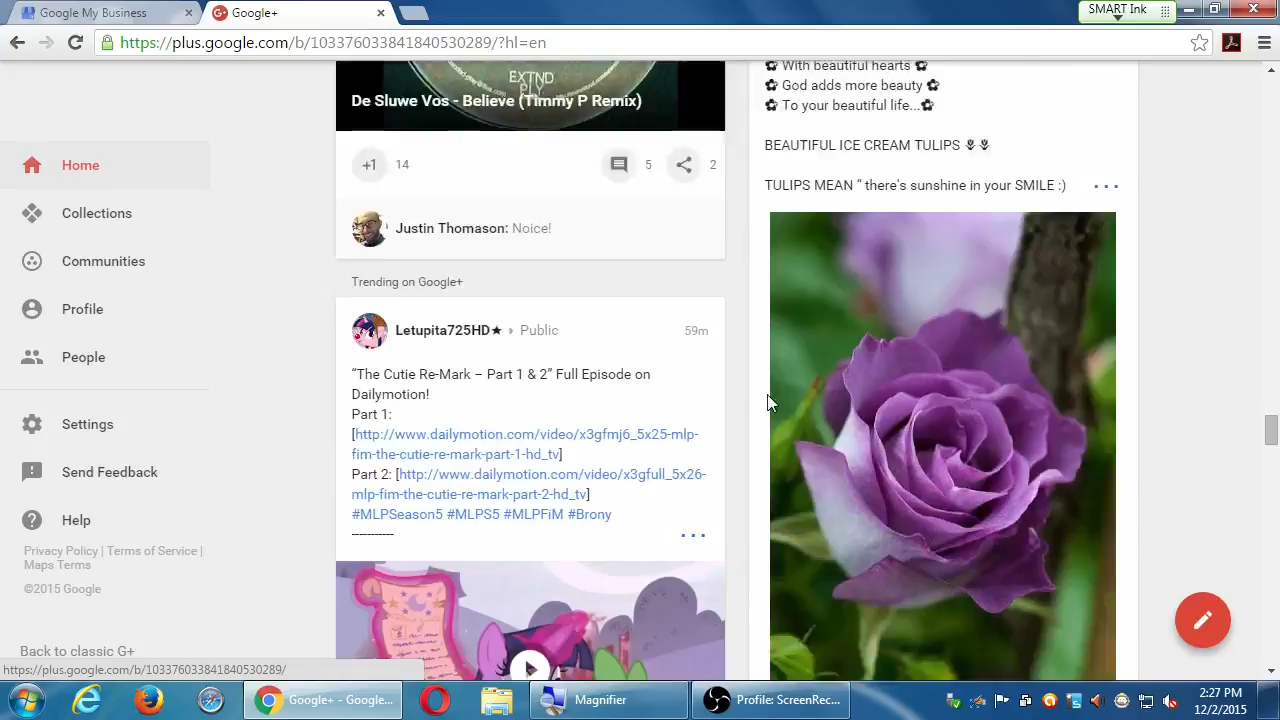 Google My Business
Google+
SMART Ink
https://plus.google.com/b/103376033841840530289/?hl=en
Home
Collections
Communities
Profile
People
Settings
Send Feedback
Help
Privacy Policy | Terms of Service |
Maps Terms
©2015 Google
Back to classic G+
https://plus.google.com/b/103376033841840530289/
EXTND
PLY
De Sluwe Vos - Believe (Timmy P Remix)
+1 14 5 2
Justin Thomason: Noice!
Trending on Google+
Letupita725HD★ Public 59m
“The Cutie Re-Mark – Part 1 & 2” Full Episode on
Dailymotion!
Part 1:
[http://www.dailymotion.com/video/x3gfmj6_5x25-mlp-
fim-the-cutie-re-mark-part-1-hd_tv]
Part 2: [http://www.dailymotion.com/video/x3gfull_5x26-
mlp-fim-the-cutie-re-mark-part-2-hd_tv]
#MLPSeason5 #MLPS5 #MLPFiM #Brony
-----------
✿ With beautiful hearts ✿
✿ God adds more beauty ✿
✿ To your beautiful life...✿
BEAUTIFUL ICE CREAM TULIPS ⚘⚘
TULIPS MEAN “ there's sunshine in your SMILE :)
Google+ - Google...
Magnifier
Profile: ScreenRec...
2:27 PM
12/2/2015